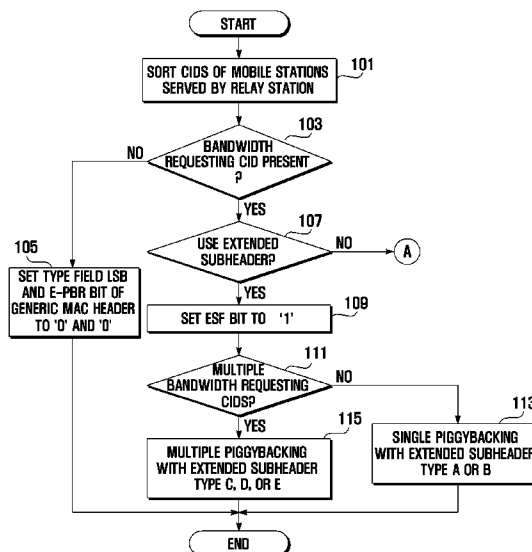 START
SORT CIDS OF MOBILE STATIONS
SERVED BY RELAY STATION
101
103
BANDWIDTH
REQUESTING CID PRESENT
?
NO
YES
107
USE EXTENDED
SUBHEADER?
NO
A
105
SET TYPE FIELD LSB
AND E-PBR BIT OF
GENERIC MAC HEADER
TO '0' AND '0'
YES
109
SET ESF BIT TO '1'
111
MULTIPLE
BANDWIDTH REQUESTING
CIDS?
NO
YES
115
MULTIPLE PIGGYBACKING
WITH EXTENDED SUBHEADER
TYPE C, D, OR E
113
SINGLE PIGGYBACKING
WITH EXTENDED SUBHEADER
TYPE A OR B
END